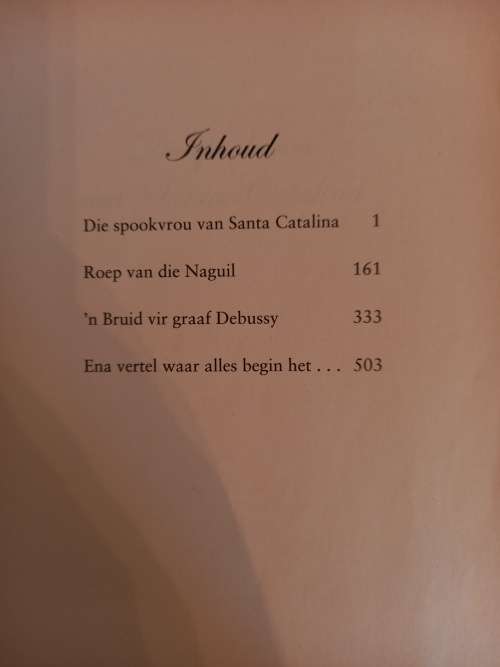 Inhoud
Die spookvrou van Santa Catalina 1
Roep van die Naguil 161
'n Bruid vir graaf Debussy 333
Ena vertel waar alles begin het . . . 503